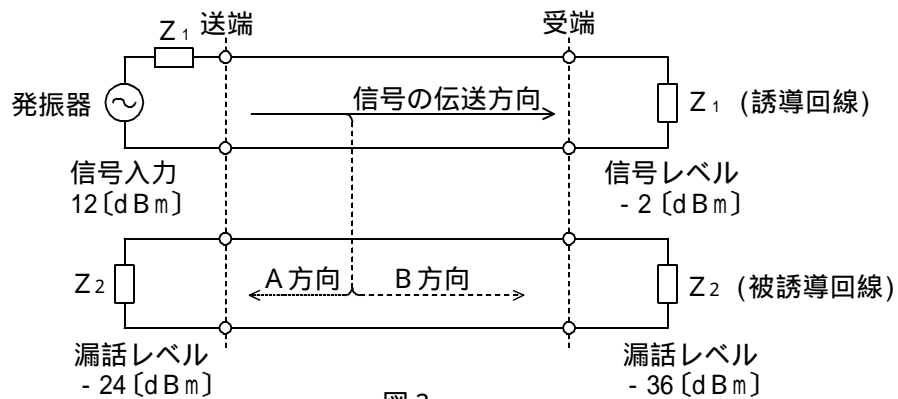 Z₁ 送端 受端
発振器 信号の伝送方向 Z₁ (誘導回線)
信号入力 信号レベル
12〔dBm〕 - 2〔dBm〕
Z₂ A方向 B方向 Z₂ (被誘導回線)
漏話レベル 漏話レベル
- 24〔dBm〕 - 36〔dBm〕